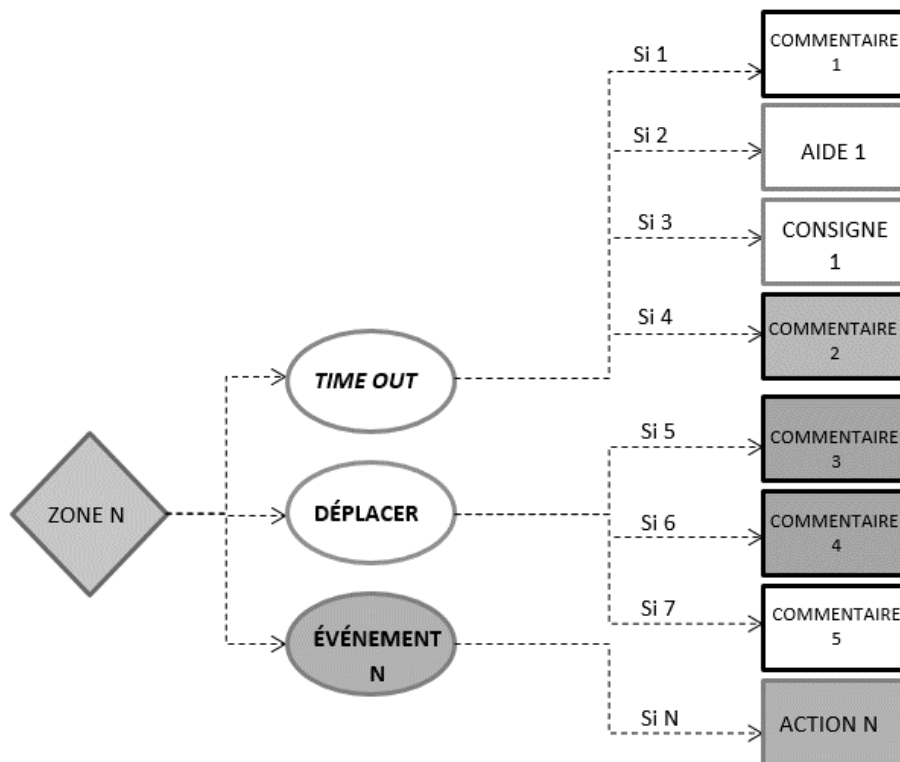 Si 1
COMMENTAIRE
1
Si 2
AIDE 1
Si 3
CONSIGNE
1
Si 4
COMMENTAIRE
2
TIME OUT
Si 5
COMMENTAIRE
3
ZONE N
DÉPLACER
Si 6
COMMENTAIRE
4
Si 7
COMMENTAIRE
5
ÉVÉNEMENT
N
Si N
ACTION N